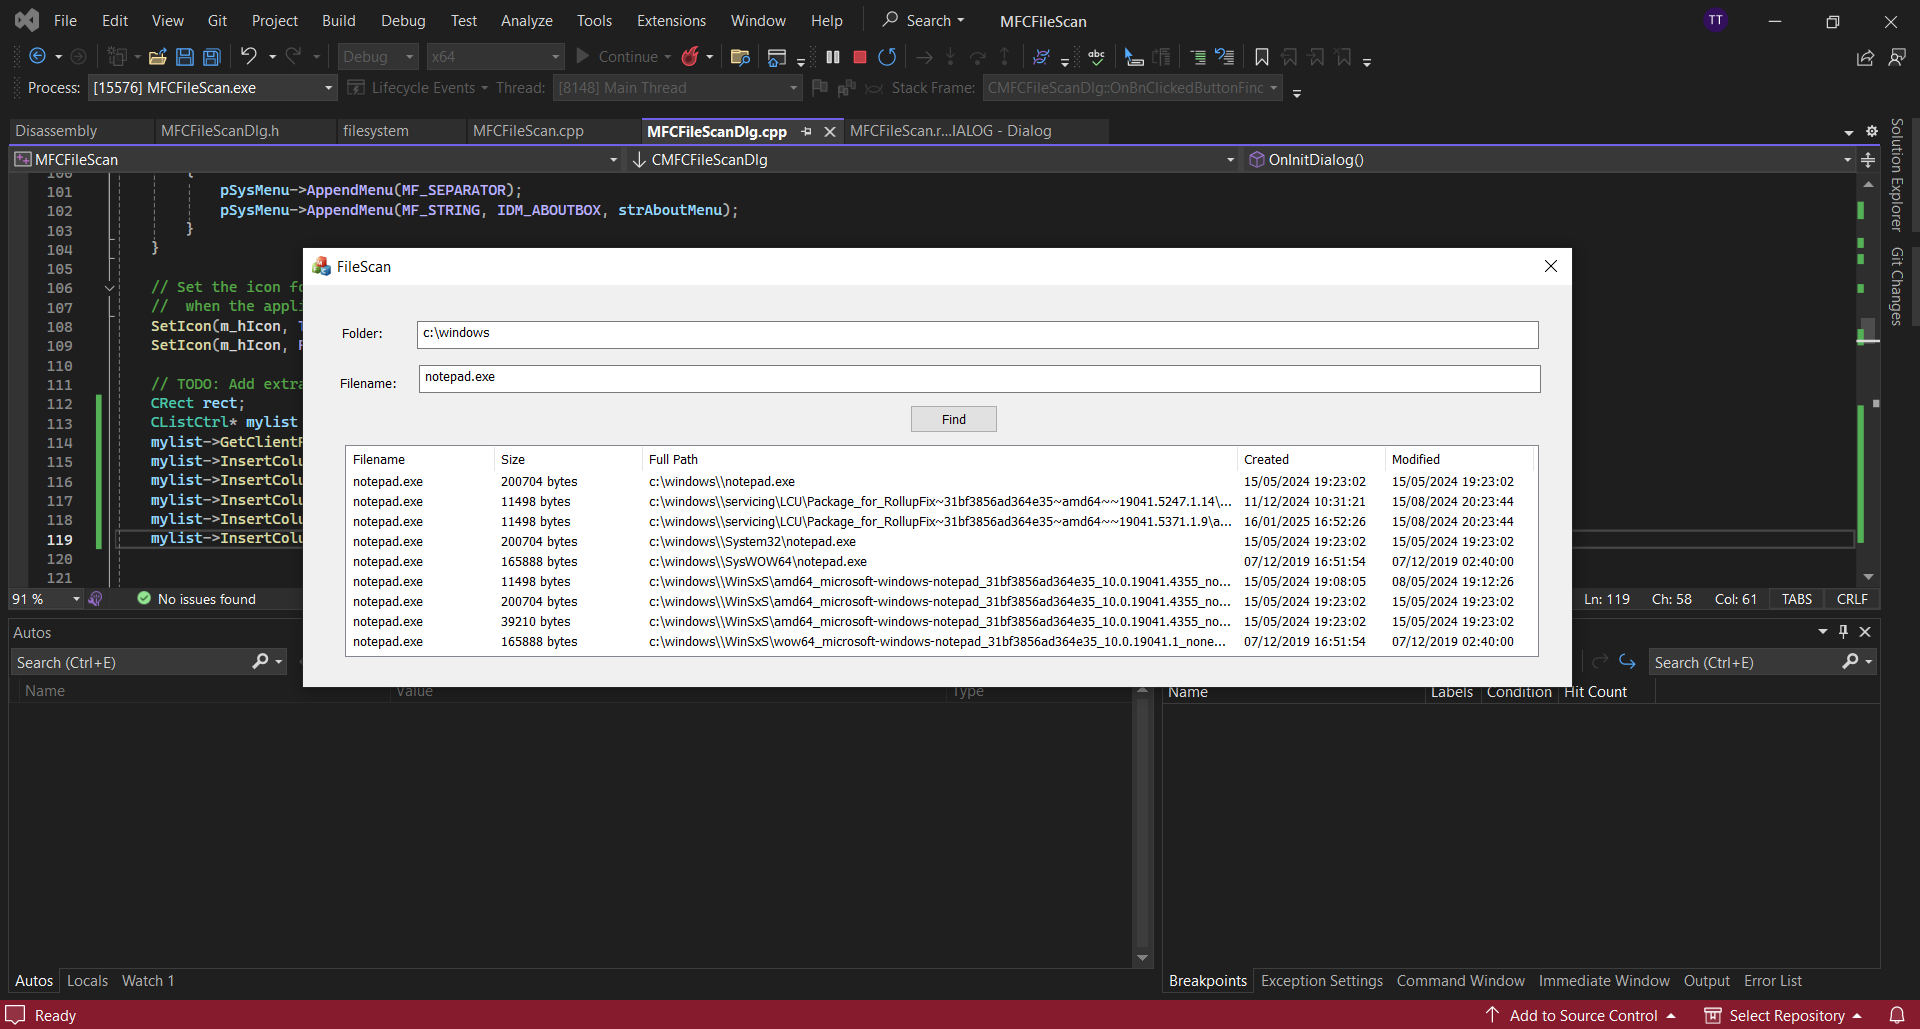 File Edit View Git Project Build Debug Test Analyze Tools Extensions Window Help Search MFCFileScan TT
Debug x64 Continue
Process: [15576] MFCFileScan.exe Lifecycle Events Thread: [8148] Main Thread Stack Frame: CMFCFileScanDlg::OnBnClickedButtonFinc
Disassembly MFCFileScanDlg.h filesystem MFCFileScan.cpp MFCFileScanDlg.cpp MFCFileScan.r...IALOG - Dialog
MFCFileScan CMFCFileScanDlg OnInitDialog()
100 {
101 pSysMenu->AppendMenu(MF_SEPARATOR);
102 pSysMenu->AppendMenu(MF_STRING, IDM_ABOUTBOX, strAboutMenu);
103 }
104 }
105
106 // Set the icon fo
107 // when the appli
108 SetIcon(m_hIcon, T
109 SetIcon(m_hIcon, F
110
111 // TODO: Add extra
112 CRect rect;
113 CListCtrl* mylist
114 mylist->GetClientR
115 mylist->InsertColu
116 mylist->InsertColu
117 mylist->InsertColu
118 mylist->InsertColu
119 mylist->InsertColu
120
121
FileScan
Folder: c:\windows
Filename: notepad.exe
Find
Filename Size Full Path Created Modified
notepad.exe 200704 bytes c:\windows\\notepad.exe 15/05/2024 19:23:02 15/05/2024 19:23:02
notepad.exe 11498 bytes c:\windows\\servicing\LCU\Package_for_RollupFix~31bf3856ad364e35~amd64~~19041.5247.1.14\... 11/12/2024 10:31:21 15/08/2024 20:23:44
notepad.exe 11498 bytes c:\windows\\servicing\LCU\Package_for_RollupFix~31bf3856ad364e35~amd64~~19041.5371.1.9\a... 16/01/2025 16:52:26 15/08/2024 20:23:44
notepad.exe 200704 bytes c:\windows\\System32\notepad.exe 15/05/2024 19:23:02 15/05/2024 19:23:02
notepad.exe 165888 bytes c:\windows\\SysWOW64\notepad.exe 07/12/2019 16:51:54 07/12/2019 02:40:00
notepad.exe 11498 bytes c:\windows\\WinSxS\amd64_microsoft-windows-notepad_31bf3856ad364e35_10.0.19041.4355_no... 15/05/2024 19:08:05 08/05/2024 19:12:26
notepad.exe 200704 bytes c:\windows\\WinSxS\amd64_microsoft-windows-notepad_31bf3856ad364e35_10.0.19041.4355_no... 15/05/2024 19:23:02 15/05/2024 19:23:02
notepad.exe 39210 bytes c:\windows\\WinSxS\amd64_microsoft-windows-notepad_31bf3856ad364e35_10.0.19041.4355_no... 15/05/2024 19:23:02 15/05/2024 19:23:02
notepad.exe 165888 bytes c:\windows\\WinSxS\wow64_microsoft-windows-notepad_31bf3856ad364e35_10.0.19041.1_none... 07/12/2019 16:51:54 07/12/2019 02:40:00
91 % No issues found Ln: 119 Ch: 58 Col: 61 TABS CRLF
Autos
Search (Ctrl+E) Search (Ctrl+E)
Name Value Type Name Labels Condition Hit Count
Autos Locals Watch 1 Breakpoints Exception Settings Command Window Immediate Window Output Error List
Ready Add to Source Control Select Repository
Solution Explorer
Git Changes